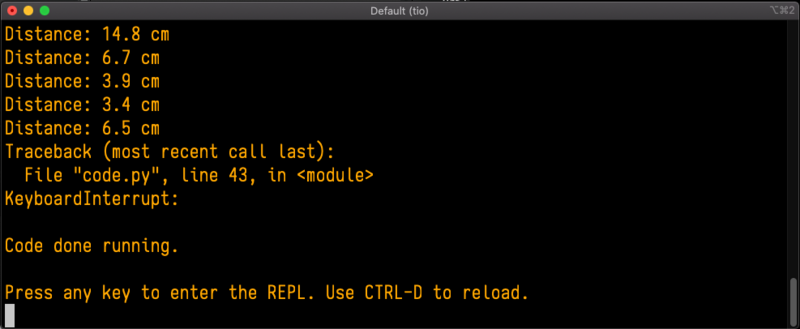 Default (tio)
⌥⌘2
Distance: 14.8 cm
Distance: 6.7 cm
Distance: 3.9 cm
Distance: 3.4 cm
Distance: 6.5 cm
Traceback (most recent call last):
  File "code.py", line 43, in <module>
KeyboardInterrupt:
Code done running.
Press any key to enter the REPL. Use CTRL-D to reload.